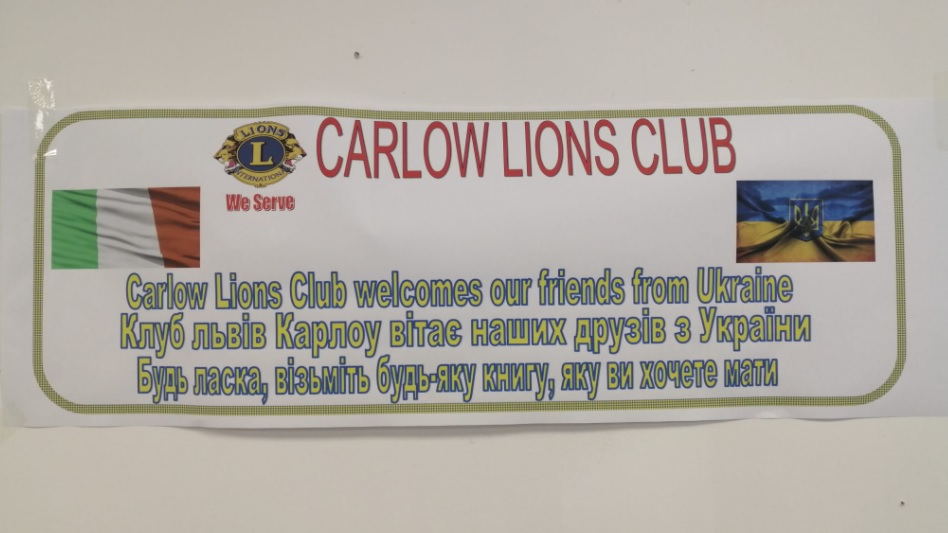 CARLOW LIONS CLUB
LIONS
L
INTERNATIONAL
We Serve
Carlow Lions Club welcomes our friends from Ukraine
Клуб львів Карлоу вітає наших друзів з України
Будь ласка, візьміть будь-яку книгу, яку ви хочете мати